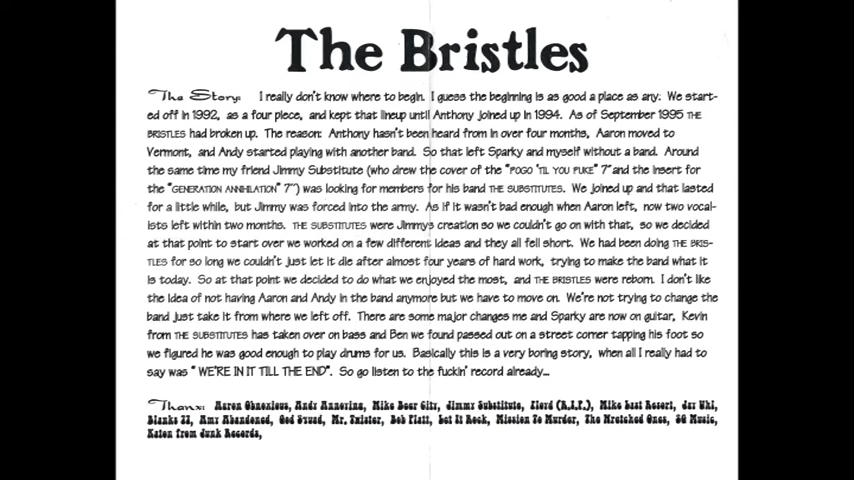 The Bristles
The Story: I really don't know where to begin. I guess the beginning is as good a place as any. We start-
ed off in 1992, as a four piece, and kept that lineup until Anthony joined up in 1994. As of September 1995 THE
BRISTLES had broken up. The reason: Anthony hasn't been heard from in over four months, Aaron moved to
Vermont, and Andy started playing with another band. So that left Sparky and myself without a band. Around
the same time my friend Jimmy Substitute (who drew the cover of the "POGO 'TIL YOU PUKE" 7" and the insert for
the "GENERATION ANNIHILATION" 7") was looking for members for his band THE SUBSTITUTES. We joined up and that lasted
for a little while, but Jimmy was forced into the army. As if it wasn't bad enough when Aaron left, now two vocal-
ists left within two months. THE SUBSTITUTES were Jimmys creation so we couldn't go on with that, so we decided
at that point to start over we worked on a few different ideas and they all fell short. We had been doing THE BRIS-
TLES for so long we couldn't just let it die after almost four years of hard work, trying to make the band what it
is today. So at that point we decided to do what we enjoyed the most, and THE BRISTLES were reborn. I don't like
the idea of not having Aaron and Andy in the band anymore but we have to move on. We're not trying to change the
band just take it from where we left off. There are some major changes me and Sparky are now on guitar, Kevin
from THE SUBSTITUTES has taken over on bass and Ben we found passed out on a street corner tapping his foot so
we figured he was good enough to play drums for us. Basically this is a very boring story, when all I really had to
say was " WE'RE IN IT TILL THE END". So go listen to the fuckin' record already...
Thanx: Aaron Obnoxious, Andy Annoying, Mike Beer City, Jimmy Substitute, Floyd (R.I.P.), Mike Last Resort, Jay Uki,
Blanks 77, Amy Abandoned, God Squad, Mr. Twister, Bob Platt, Let It Rock, Mission To Murder, The Wretched Ones, SQ Music,
from Junk Records,